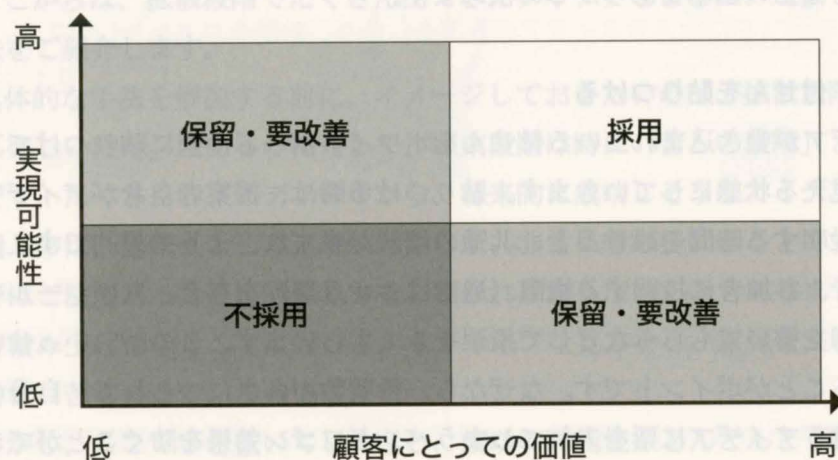 高
保留・要改善
採用
実現可能性
不採用
保留・要改善
低
低
顧客にとっての価値
高